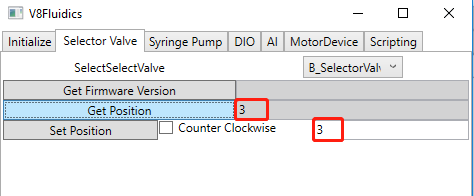 V8Fluidics
Initialize Selector Valve Syringe Pump DIO AI MotorDevice Scripting
SelectSelectValve B_SelectorValv
Get Firmware Version
Get Position 3
Set Position Counter Clockwise 3